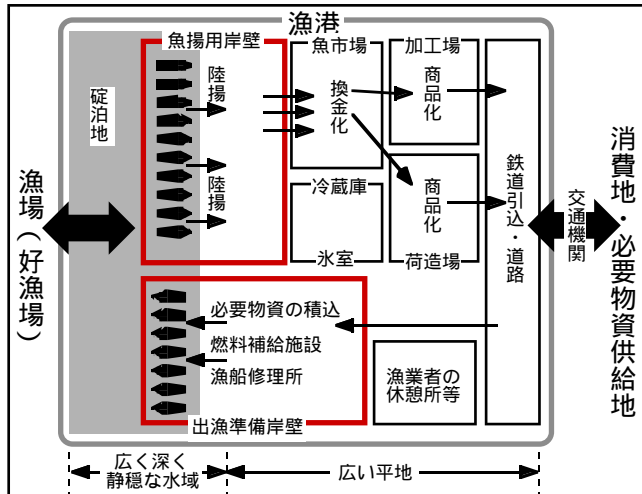 漁港
魚揚用岸壁
魚市場
加工場
碇泊地
陸揚
陸揚
換金化
商品化
商品化
冷蔵庫
氷室
荷造場
鉄道引込・道路
漁場(好漁場)
交通機関
消費地・必要物資供給地
必要物資の積込
燃料補給施設
漁船修理所
出漁準備岸壁
漁業者の
休憩所等
広く深く
静穏な水域
広い平地